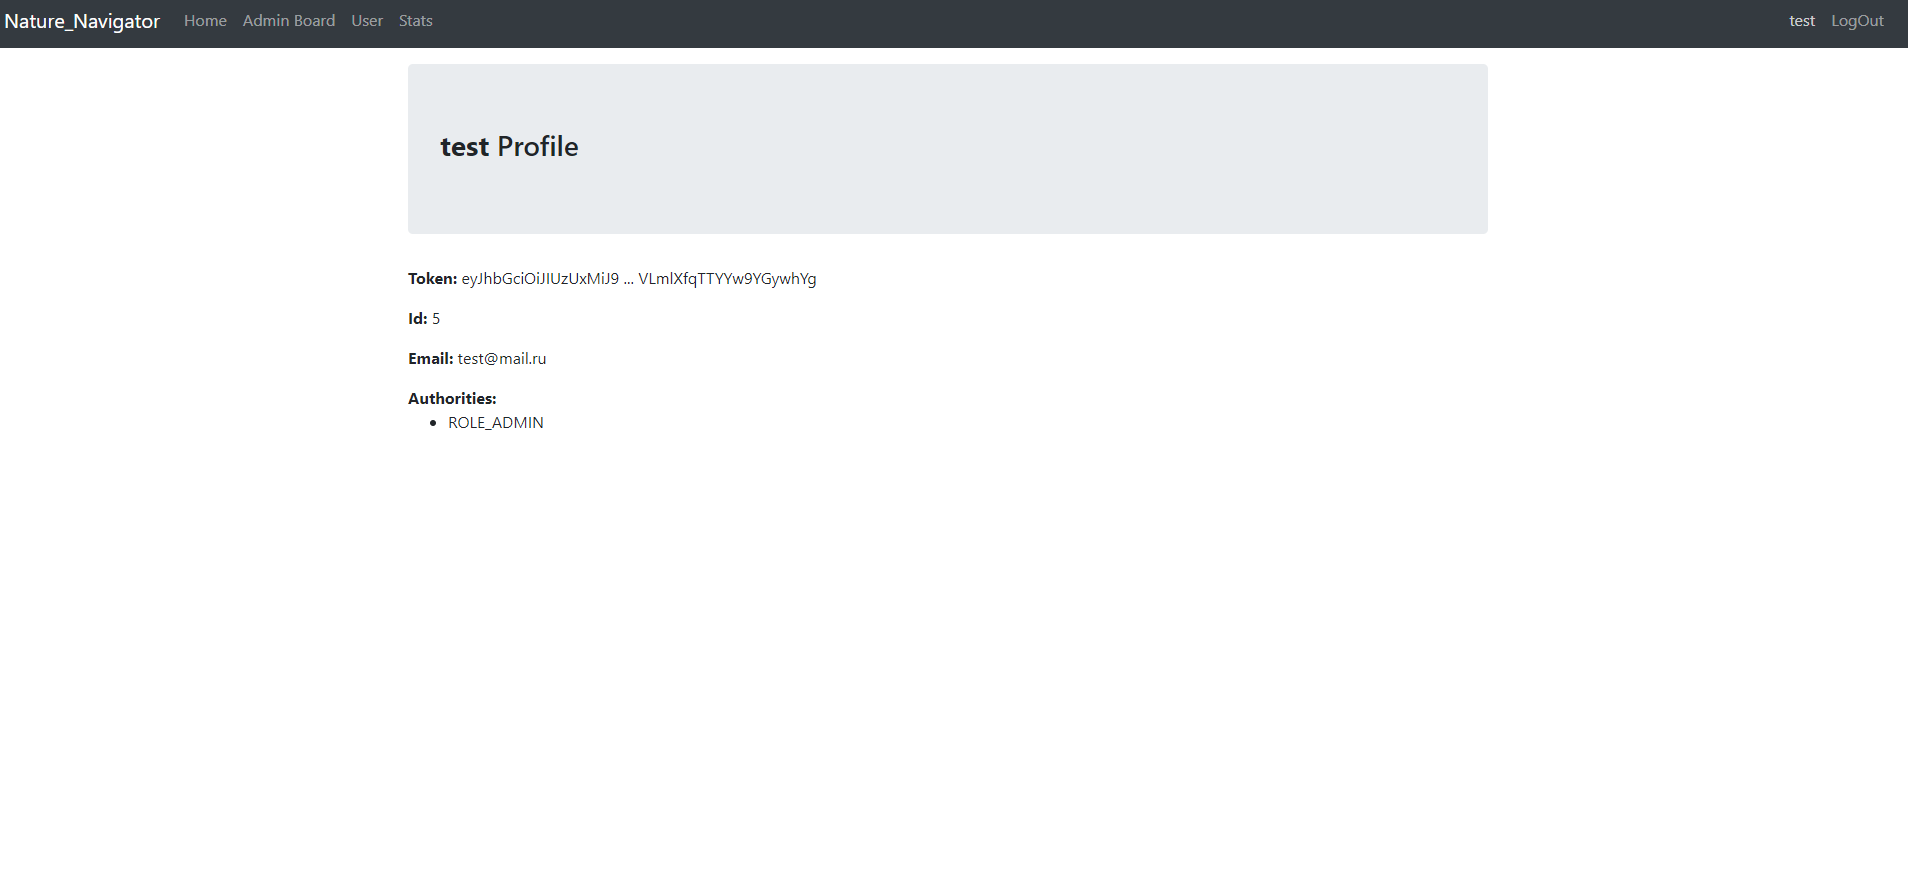 Nature_Navigator Home Admin Board User Stats test LogOut
test Profile
Token: eyJhbGciOiJIUzUxMiJ9 ... VLmlXfqTTYYw9YGywhYg
Id: 5
Email: test@mail.ru
Authorities:
• ROLE_ADMIN